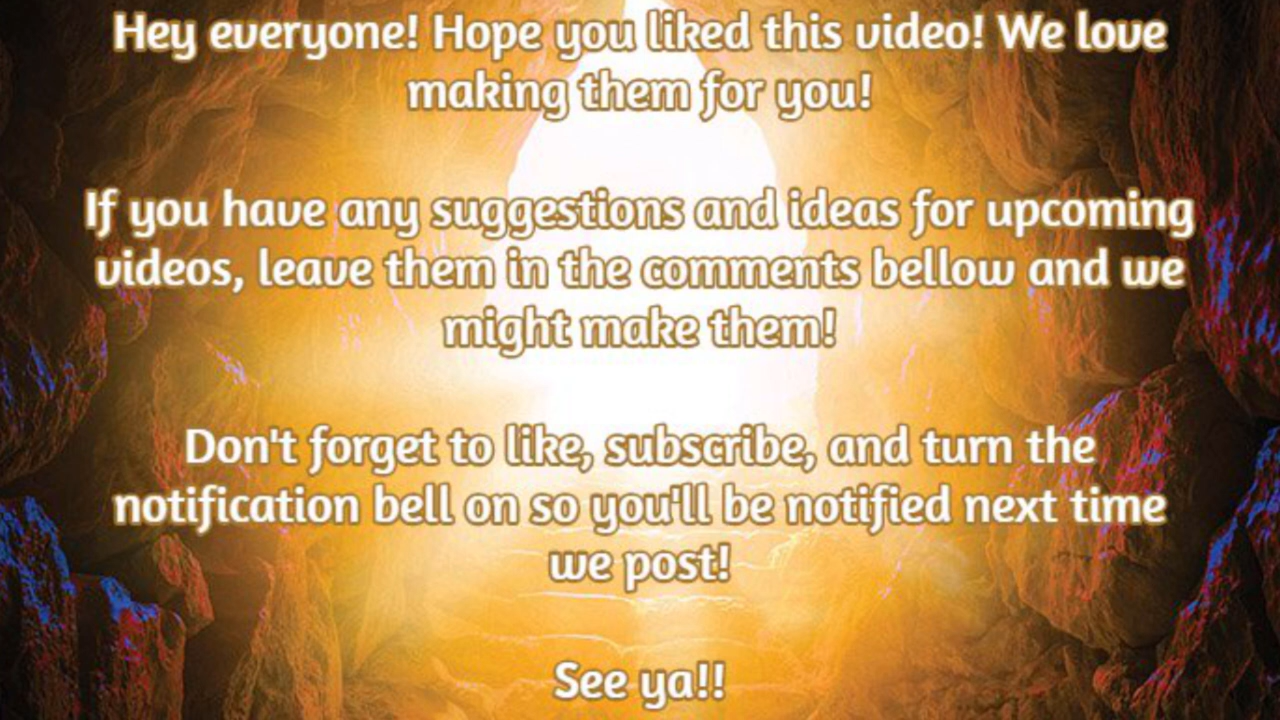 Hey everyone! Hope you liked this video! We love
making them for you!
If you have any suggestions and ideas for upcoming
videos, leave them in the comments bellow and we
might make them!
Don't forget to like, subscribe, and turn the
notification bell on so you'll be notified next time
we post!
See ya!!